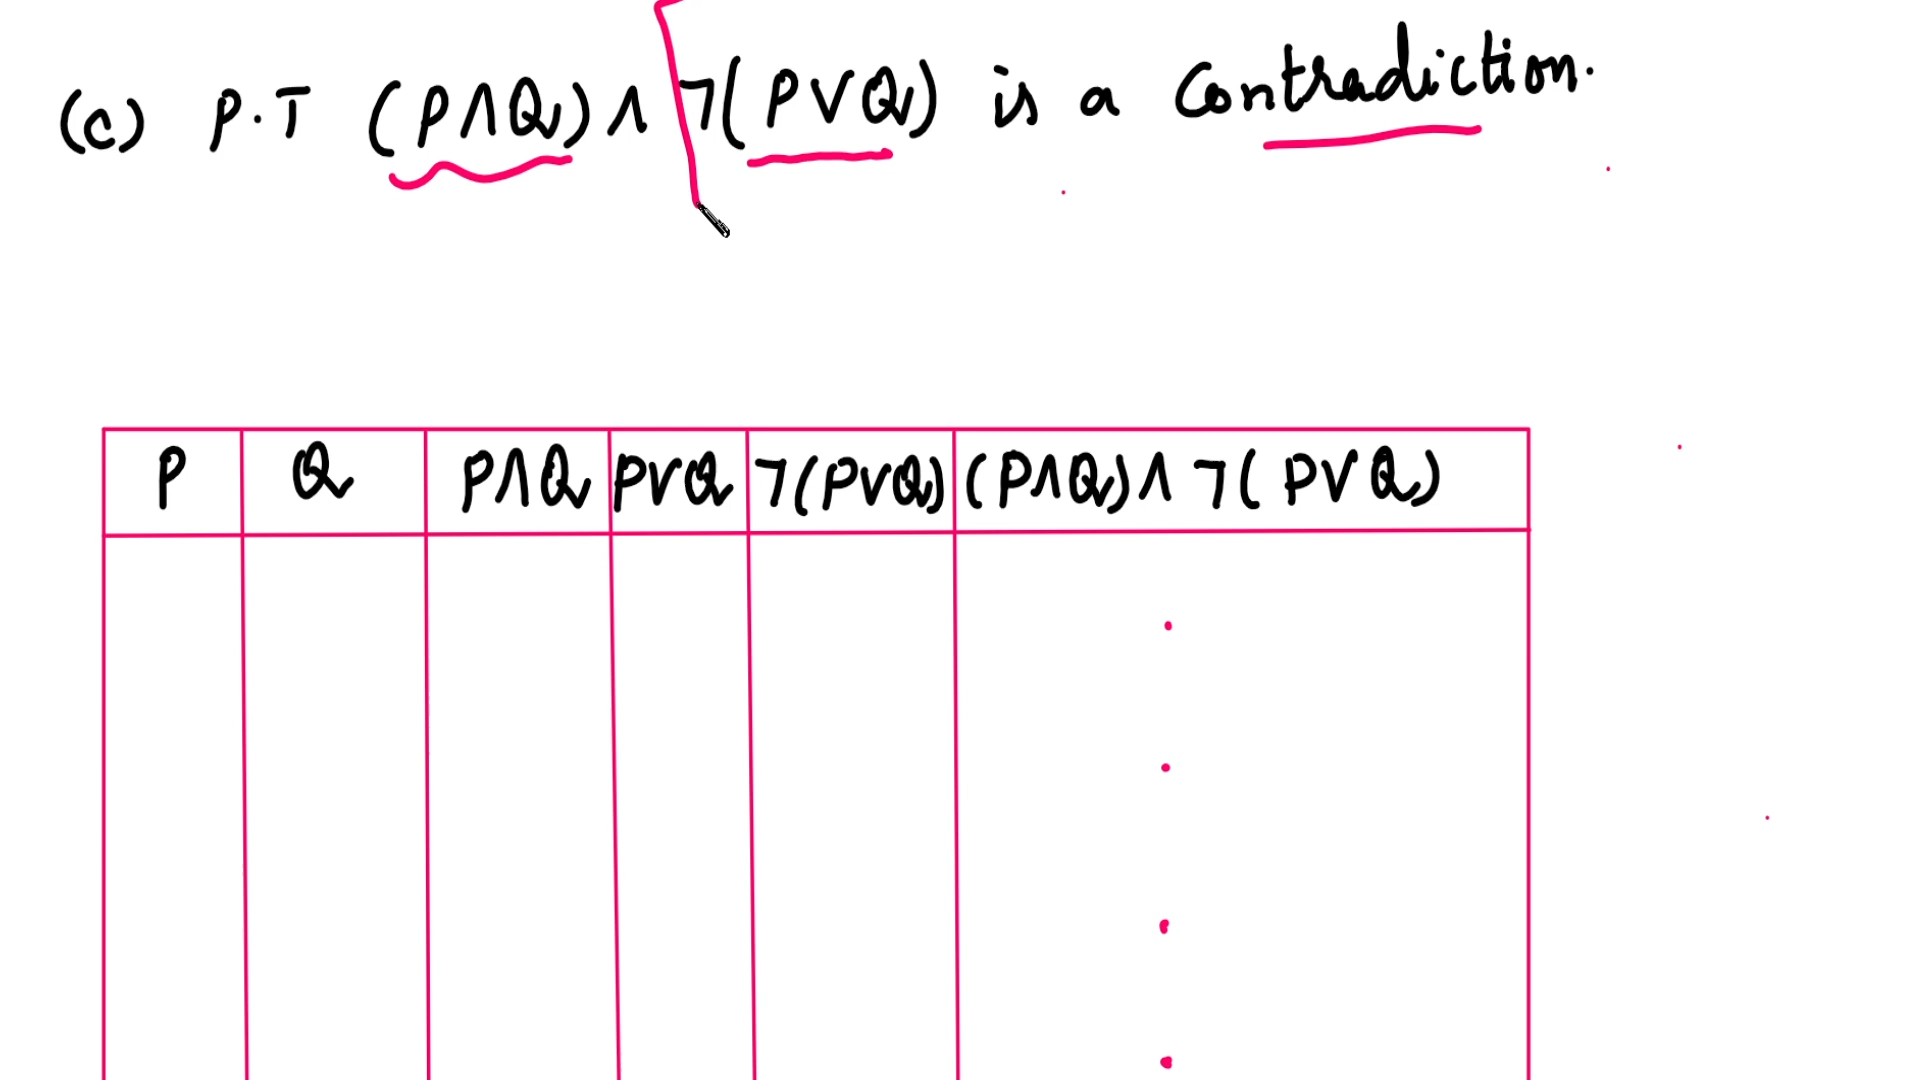 (c) P.T (P∧Q)∧ ¬(P∨Q) is a Contradiction.
P Q P∧Q P∨Q ¬(P∨Q) (P∧Q)∧ ¬(P∨Q)